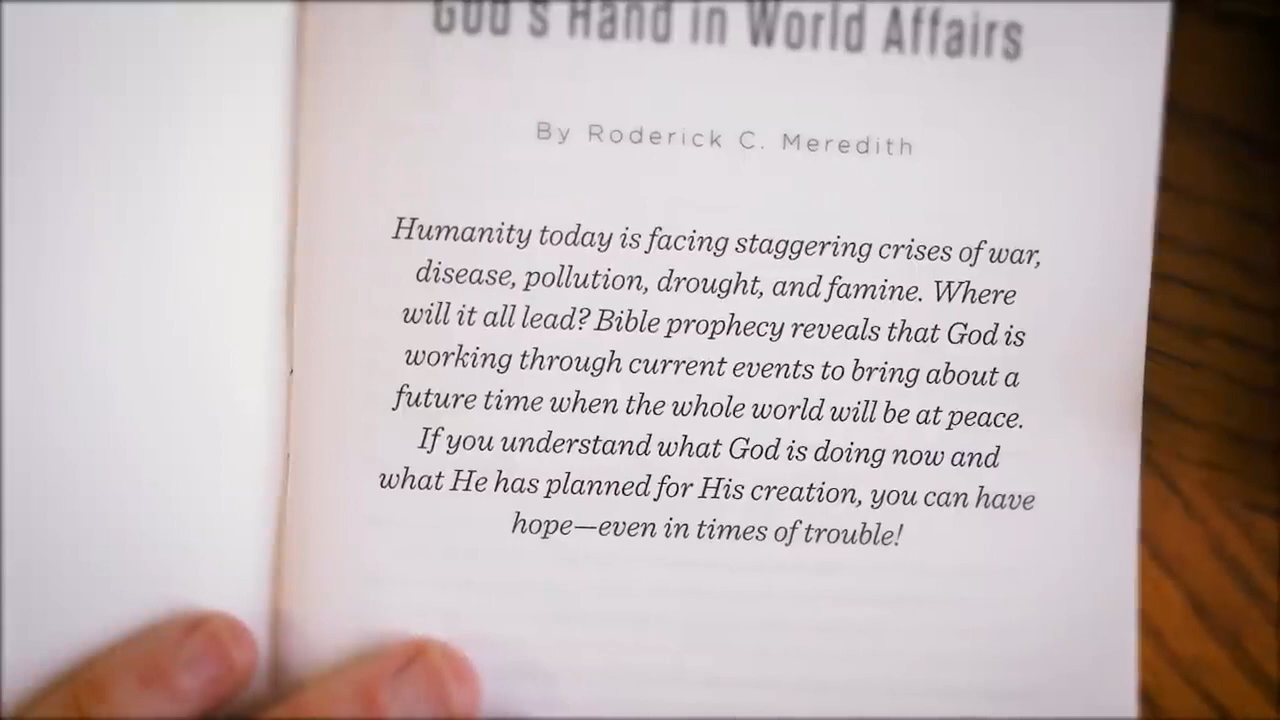 God's Hand in World Affairs
By Roderick C. Meredith
Humanity today is facing staggering crises of war,
disease, pollution, drought, and famine. Where
will it all lead? Bible prophecy reveals that God is
working through current events to bring about a
future time when the whole world will be at peace.
If you understand what God is doing now and
what He has planned for His creation, you can have
hope—even in times of trouble!